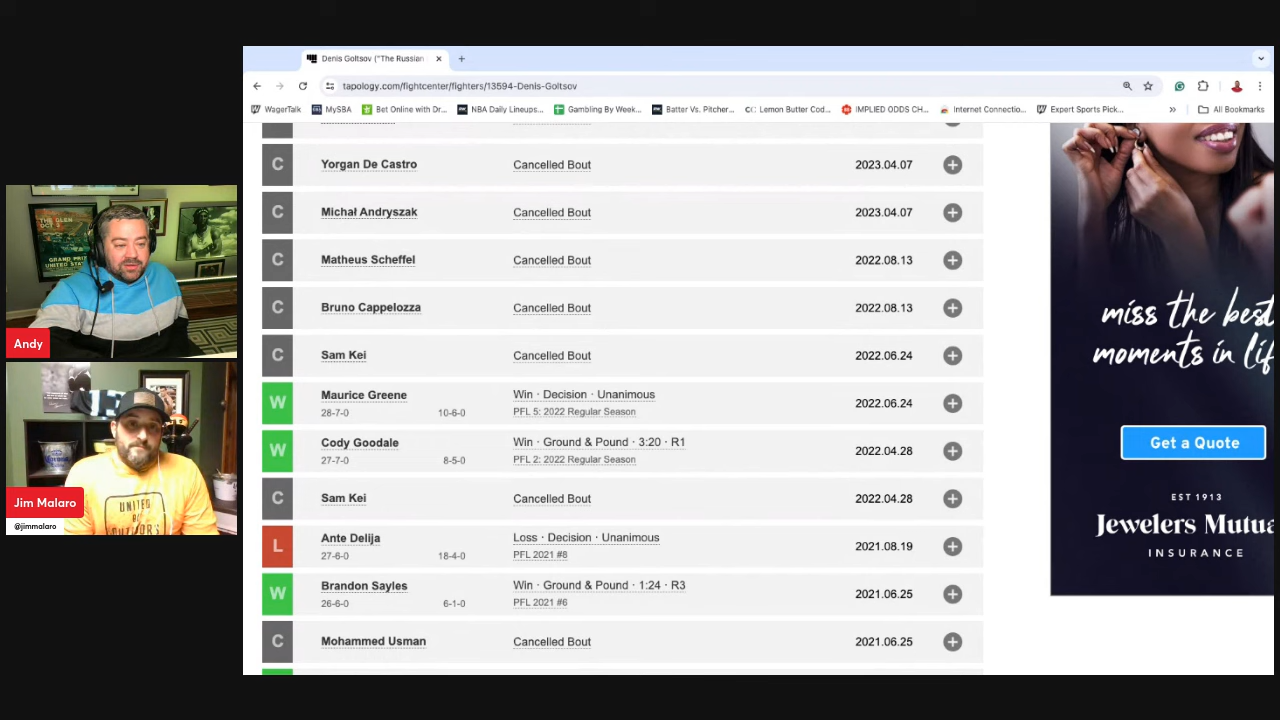 Denis Goltsov ("The Russian
tapology.com/fightcenter/fighters/13594-Denis-Goltsov
WagerTalk
MySBA
Bet Online with Dr...
NBA Daily Lineups...
Gambling By Week...
Batter Vs. Pitcher...
Lemon Butter Cod...
IMPLIED ODDS CH...
Internet Connectio...
Expert Sports Pick...
»
All Bookmarks
C Yorgan De Castro Cancelled Bout 2023.04.07
C Michał Andryszak Cancelled Bout 2023.04.07
C Matheus Scheffel Cancelled Bout 2022.08.13
C Bruno Cappelozza Cancelled Bout 2022.08.13
C Sam Kei Cancelled Bout 2022.06.24
W Maurice Greene Win · Decision · Unanimous 2022.06.24
28-7-0 10-6-0 PFL 5: 2022 Regular Season
W Cody Goodale Win · Ground & Pound · 3:20 · R1 2022.04.28
27-7-0 8-5-0 PFL 2: 2022 Regular Season
C Sam Kei Cancelled Bout 2022.04.28
L Ante Delija Loss · Decision · Unanimous 2021.08.19
27-6-0 18-4-0 PFL 2021 #8
W Brandon Sayles Win · Ground & Pound · 1:24 · R3 2021.06.25
26-6-0 6-1-0 PFL 2021 #6
C Mohammed Usman Cancelled Bout 2021.06.25
miss the best
moments in lif
Get a Quote
EST 1913
Jewelers Mutua
INSURANCE
THE GLEN
GRAND PRI
UNITED STA
Andy
UNITED
Jim Malaro
@jimmalaro